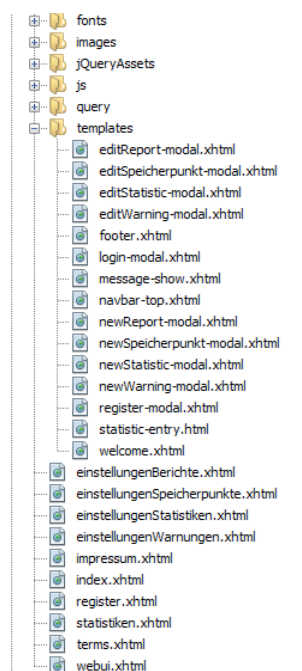 fonts
images
jQueryAssets
js
query
templates
editReport-modal.xhtml
editSpeicherpunkt-modal.xhtml
editStatistic-modal.xhtml
editWarning-modal.xhtml
footer.xhtml
login-modal.xhtml
message-show.xhtml
navbar-top.xhtml
newReport-modal.xhtml
newSpeicherpunkt-modal.xhtml
newStatistic-modal.xhtml
newWarning-modal.xhtml
register-modal.xhtml
statistic-entry.html
welcome.xhtml
einstellungenBerichte.xhtml
einstellungenSpeicherpunkte.xhtml
einstellungenStatistiken.xhtml
einstellungenWarnungen.xhtml
impressum.xhtml
index.xhtml
register.xhtml
statistiken.xhtml
terms.xhtml
webui.xhtml